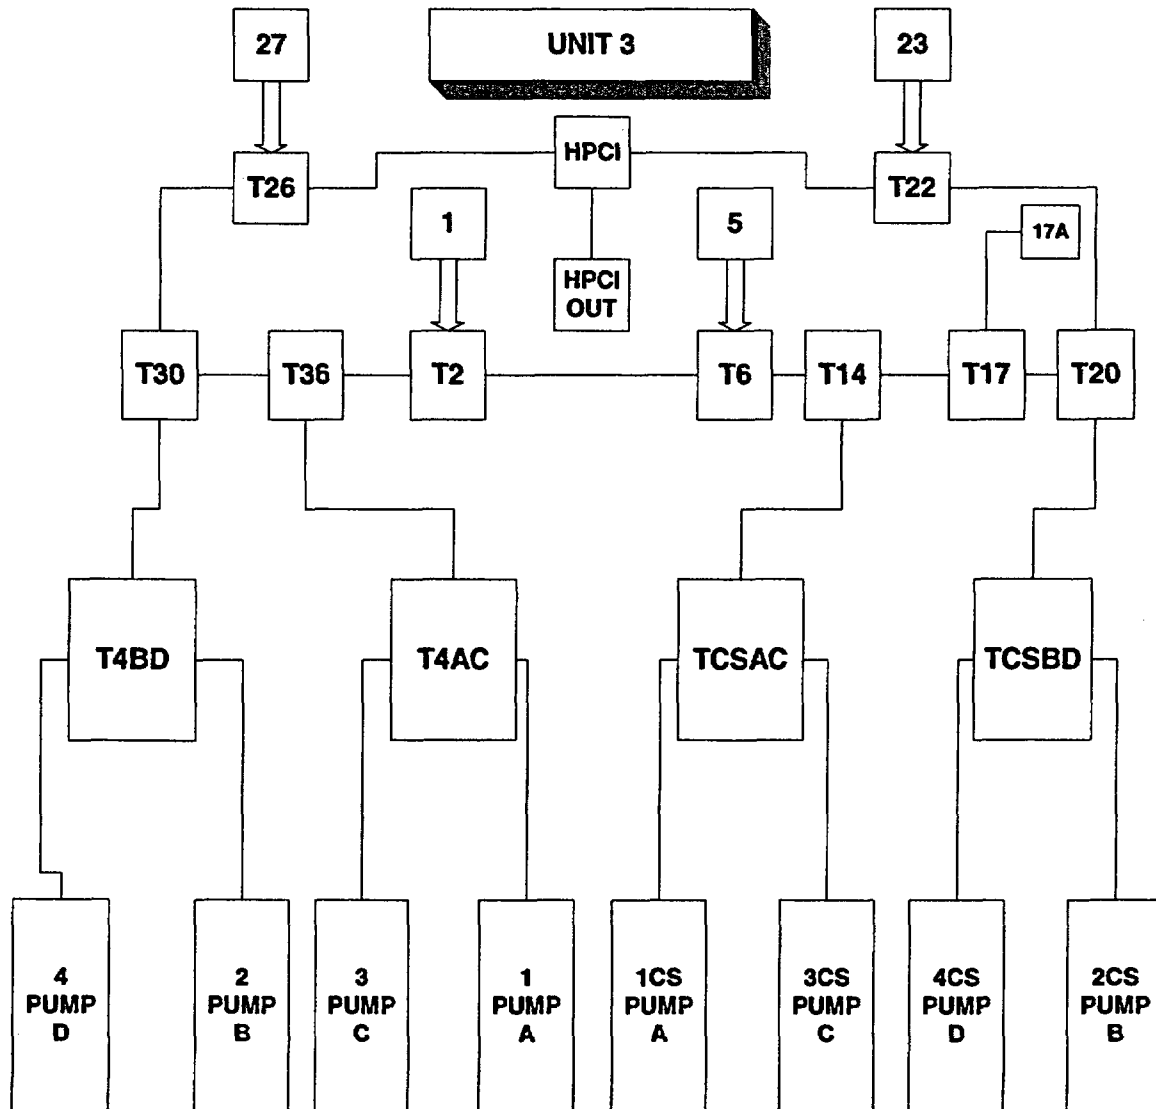 27
UNIT 3
23
HPCI
T26
T22
1
5
17A
HPCI
OUT
T30
T36
T2
T6
T14
T17
T20
T4BD
T4AC
TCSAC
TCSBD
4
PUMP
D
2
PUMP
B
3
PUMP
C
1
PUMP
A
1CS
PUMP
A
3CS
PUMP
C
4CS
PUMP
D
2CS
PUMP
B